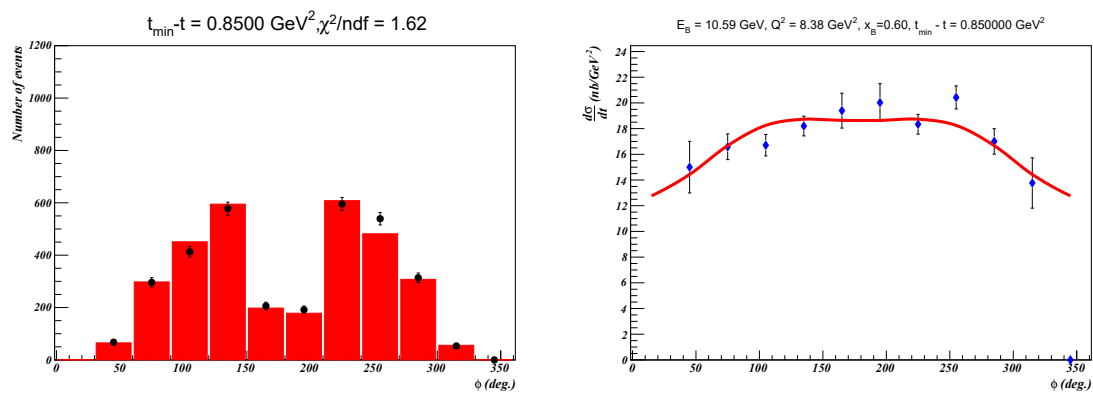 t_min-t = 0.8500 GeV²,χ²/ndf = 1.62
Number of events
1200
1000
800
600
400
200
0
0 50 100 150 200 250 300 350
ϕ (deg.)
E_B = 10.59 GeV, Q² = 8.38 GeV², x_B=0.60, t_min - t = 0.850000 GeV²
dσ/dt (nb/GeV²)
24
22
20
18
16
14
12
10
8
6
4
2
0
0 50 100 150 200 250 300 350
ϕ (deg.)